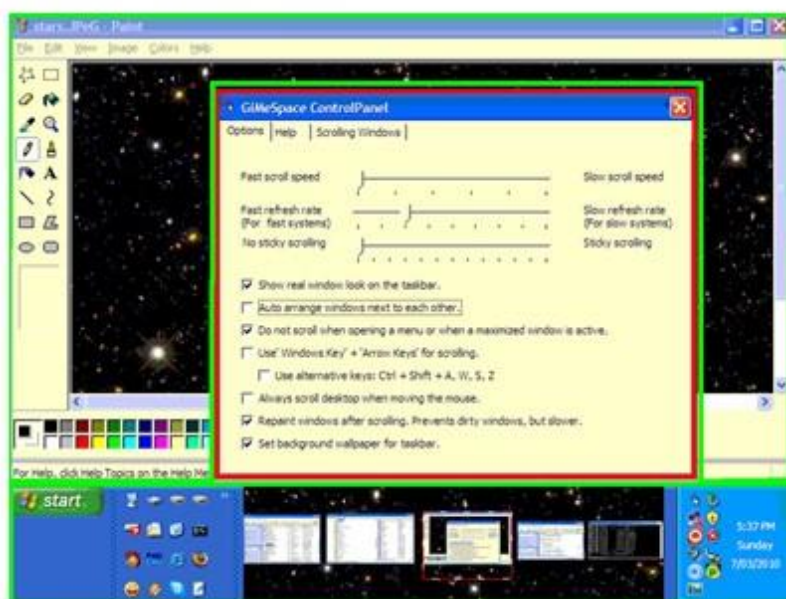 stars.JPeG - Paint
File Edit View Image Colors Help
GiMeSpace ControlPanel
Options Help Scrolling Windows
Fast scroll speed Slow scroll speed
Fast refresh rate Slow refresh rate
(For fast systems) (For slow systems)
No sticky scrolling Sticky scrolling
Show real window look on the taskbar.
Auto arrange windows next to each other.
Do not scroll when opening a menu or when a maximized window is active.
Use 'Windows Key' + 'Arrow Keys' for scrolling.
Use alternative keys: Ctrl + Shift + A, W, S, Z
Always scroll desktop when moving the mouse.
Repaint windows after scrolling. Prevents dirty windows, but slower.
Set background wallpaper for taskbar.
For Help, click Help Topics on the Help Me
start
5:37 PM
Sunday
7/03/2010